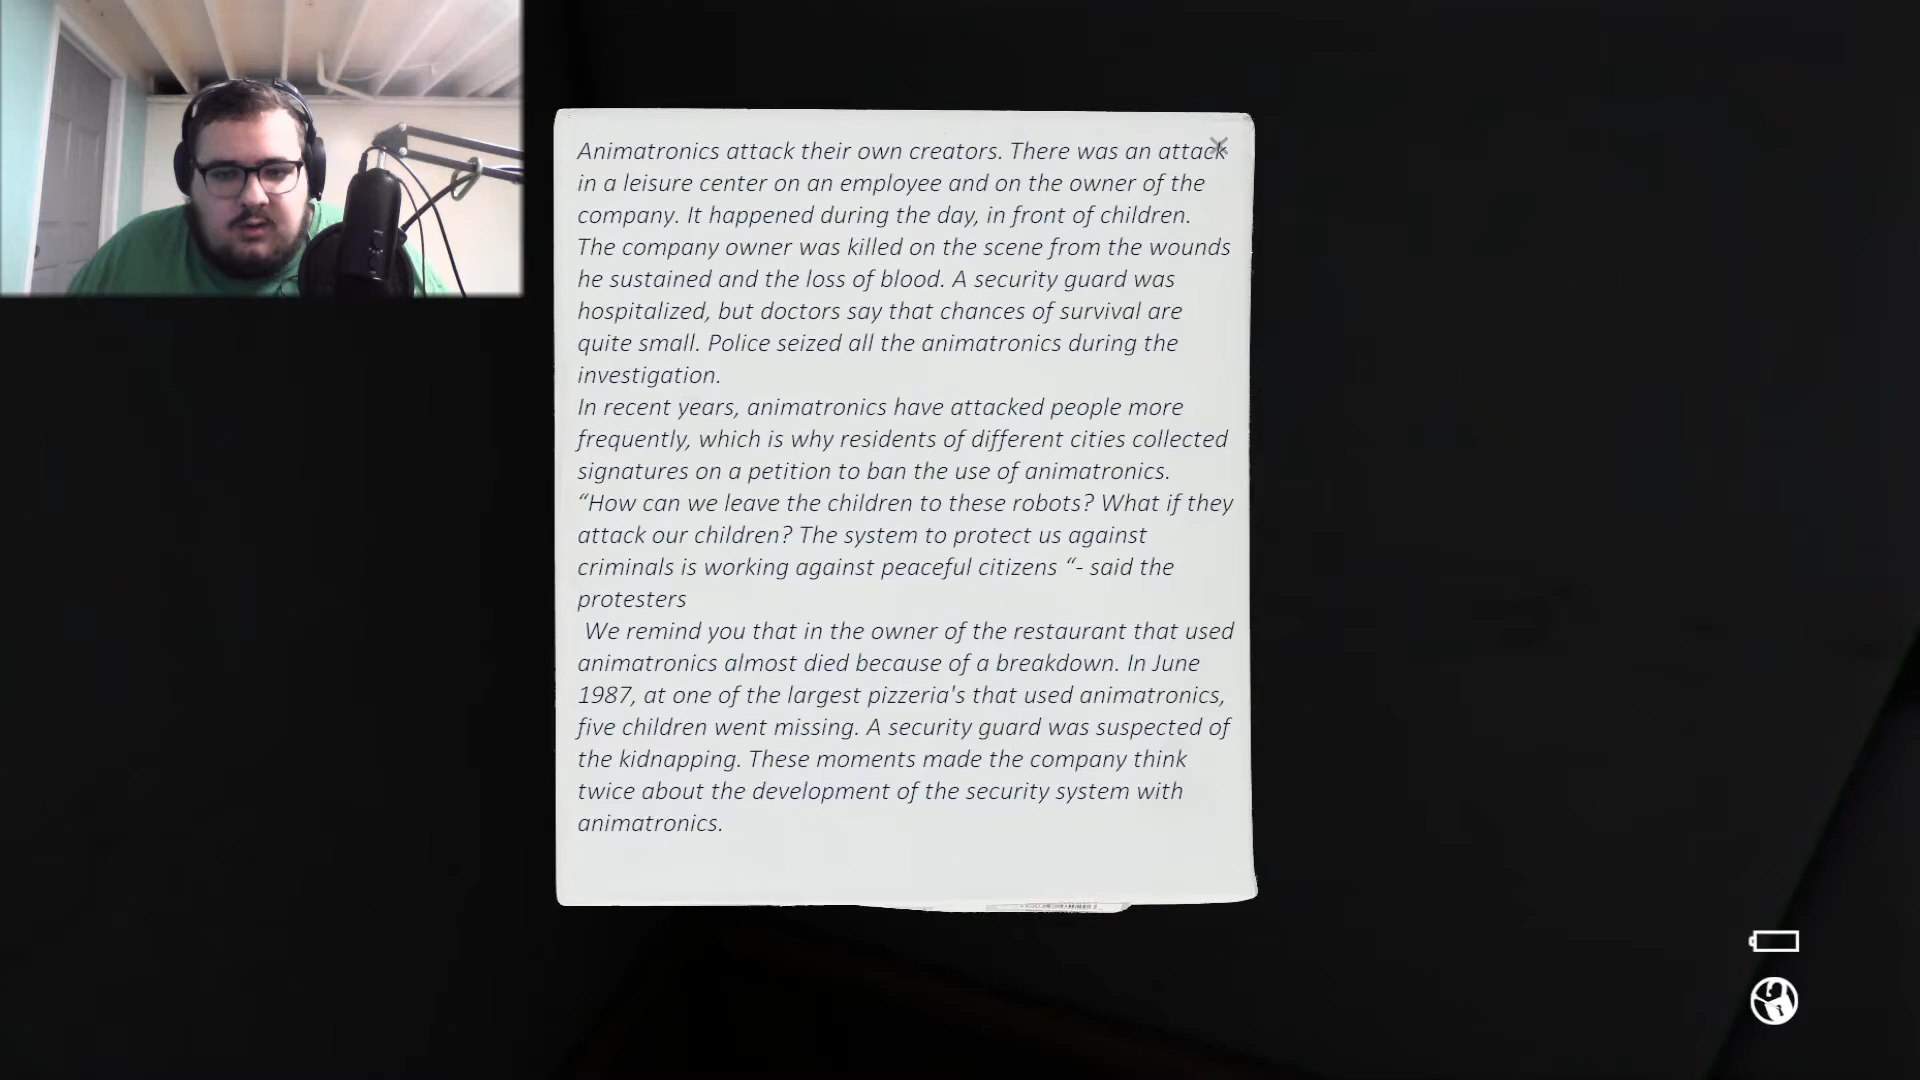 Animatronics attack their own creators. There was an attack
in a leisure center on an employee and on the owner of the
company. It happened during the day, in front of children.
The company owner was killed on the scene from the wounds
he sustained and the loss of blood. A security guard was
hospitalized, but doctors say that chances of survival are
quite small. Police seized all the animatronics during the
investigation.
In recent years, animatronics have attacked people more
frequently, which is why residents of different cities collected
signatures on a petition to ban the use of animatronics.
“How can we leave the children to these robots? What if they
attack our children? The system to protect us against
criminals is working against peaceful citizens “- said the
protesters
We remind you that in the owner of the restaurant that used
animatronics almost died because of a breakdown. In June
1987, at one of the largest pizzeria's that used animatronics,
five children went missing. A security guard was suspected of
the kidnapping. These moments made the company think
twice about the development of the security system with
animatronics.